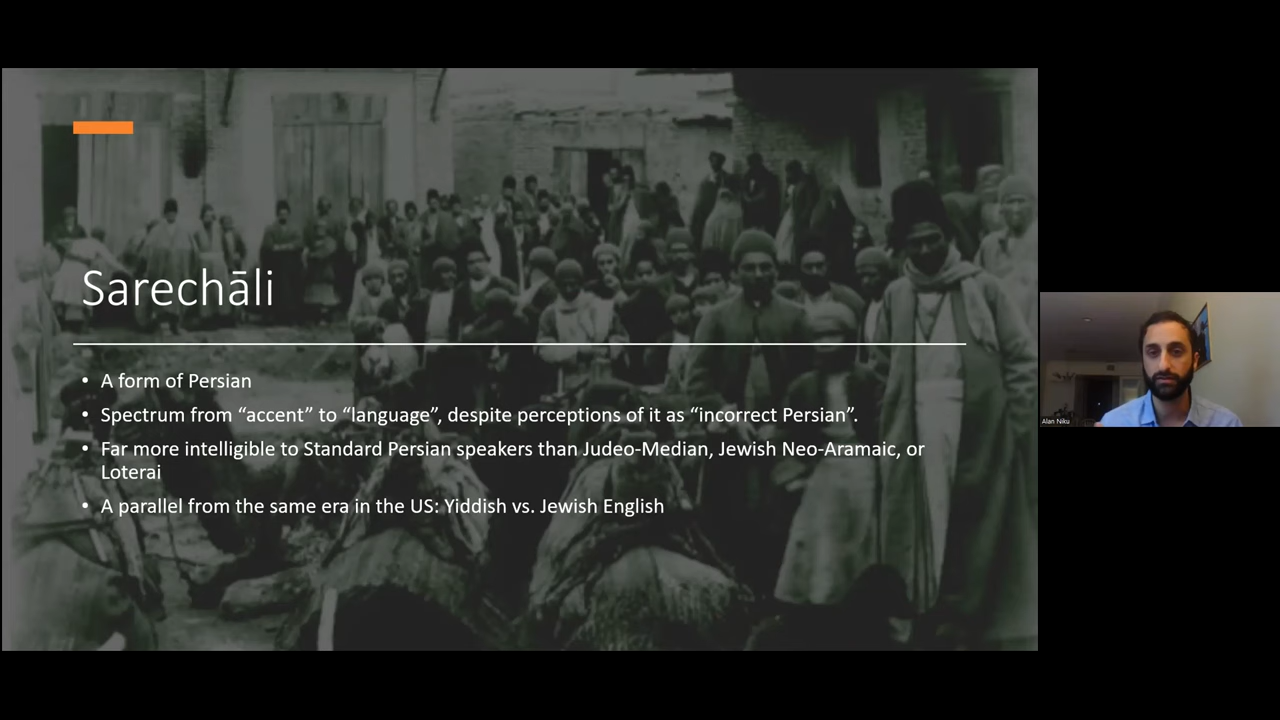 Sarechāli
• A form of Persian
• Spectrum from “accent” to “language”, despite perceptions of it as “incorrect Persian”.
• Far more intelligible to Standard Persian speakers than Judeo-Median, Jewish Neo-Aramaic, or
Loterai
• A parallel from the same era in the US: Yiddish vs. Jewish English
Alan Niku